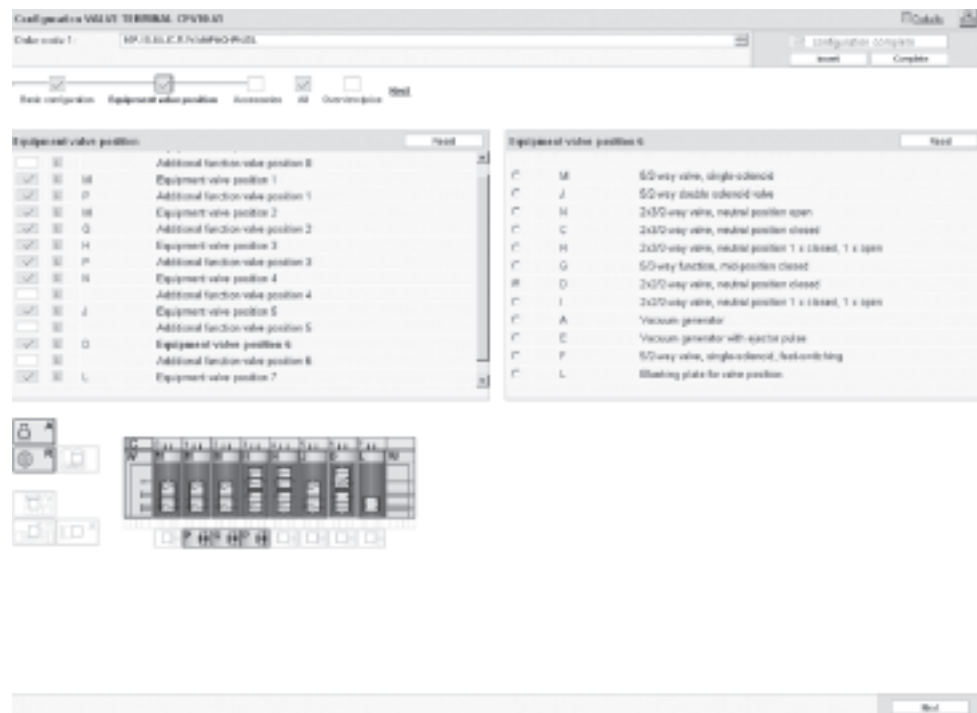 Configuration VALVE TERMINAL CPV10-VI
Details
Order code 1:
Configuration complete
Insert
Complete
Basic configuration
Equipment valve position
Accessories
All
Overview/price
Next
Equipment valve position
Next
Additional function valve position 0
M Equipment valve position 1
P Additional function valve position 1
M Equipment valve position 2
Q Additional function valve position 2
H Equipment valve position 3
P Additional function valve position 3
N Equipment valve position 4
Additional function valve position 4
J Equipment valve position 5
Additional function valve position 5
D Equipment valve position 6
Additional function valve position 6
L Equipment valve position 7
Equipment valve position 6
Next
M 5/2-way valve, single solenoid
J 5/2-way double solenoid valve
N 2x3/2-way valve, neutral position open
C 2x3/2-way valve, neutral position closed
H 2x3/2-way valve, neutral position 1 x closed, 1 x open
G 5/3-way function, mid-position closed
D 2x2/2-way valve, neutral position closed
I 2x2/2-way valve, neutral position 1 x closed, 1 x open
A Vacuum generator
E Vacuum generator with ejector pulse
F 5/2-way valve, single solenoid, fast-switching
L Blanking plate for valve position
Next